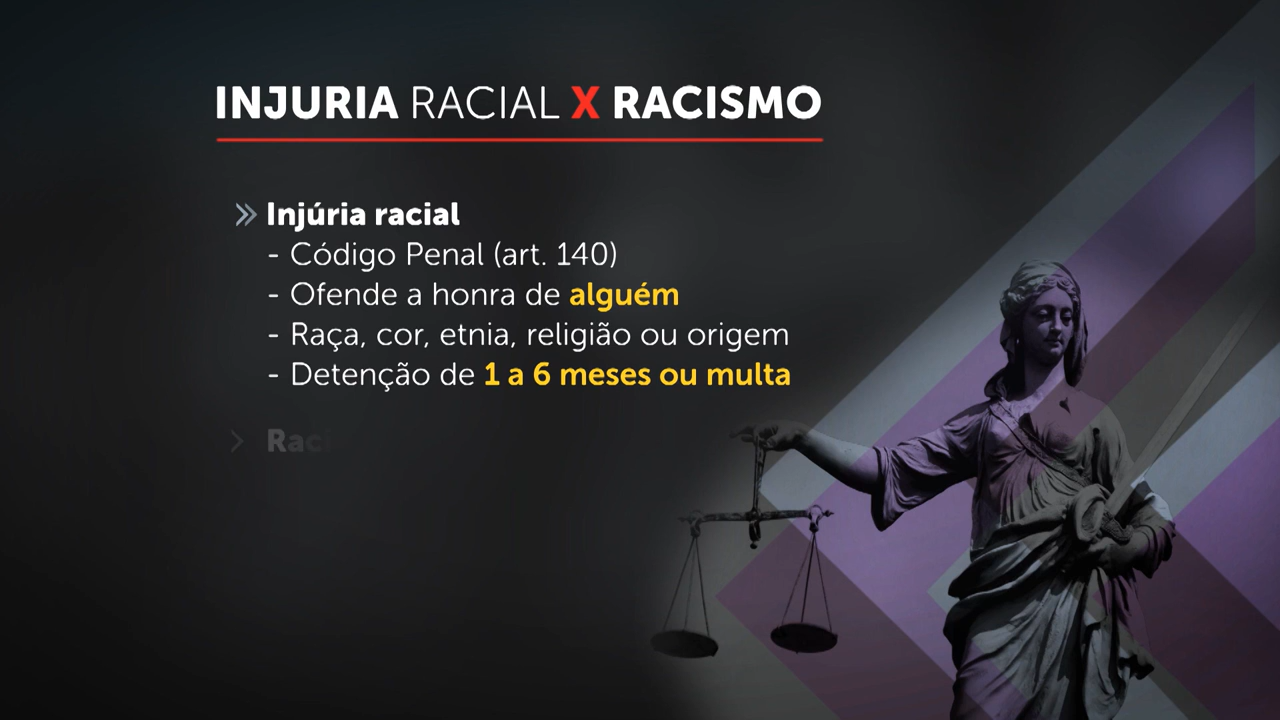 INJURIA RACIAL X RACISMO
» Injúria racial
- Código Penal (art. 140)
- Ofende a honra de alguém
- Raça, cor, etnia, religião ou origem
- Detenção de 1 a 6 meses ou multa
> Raci